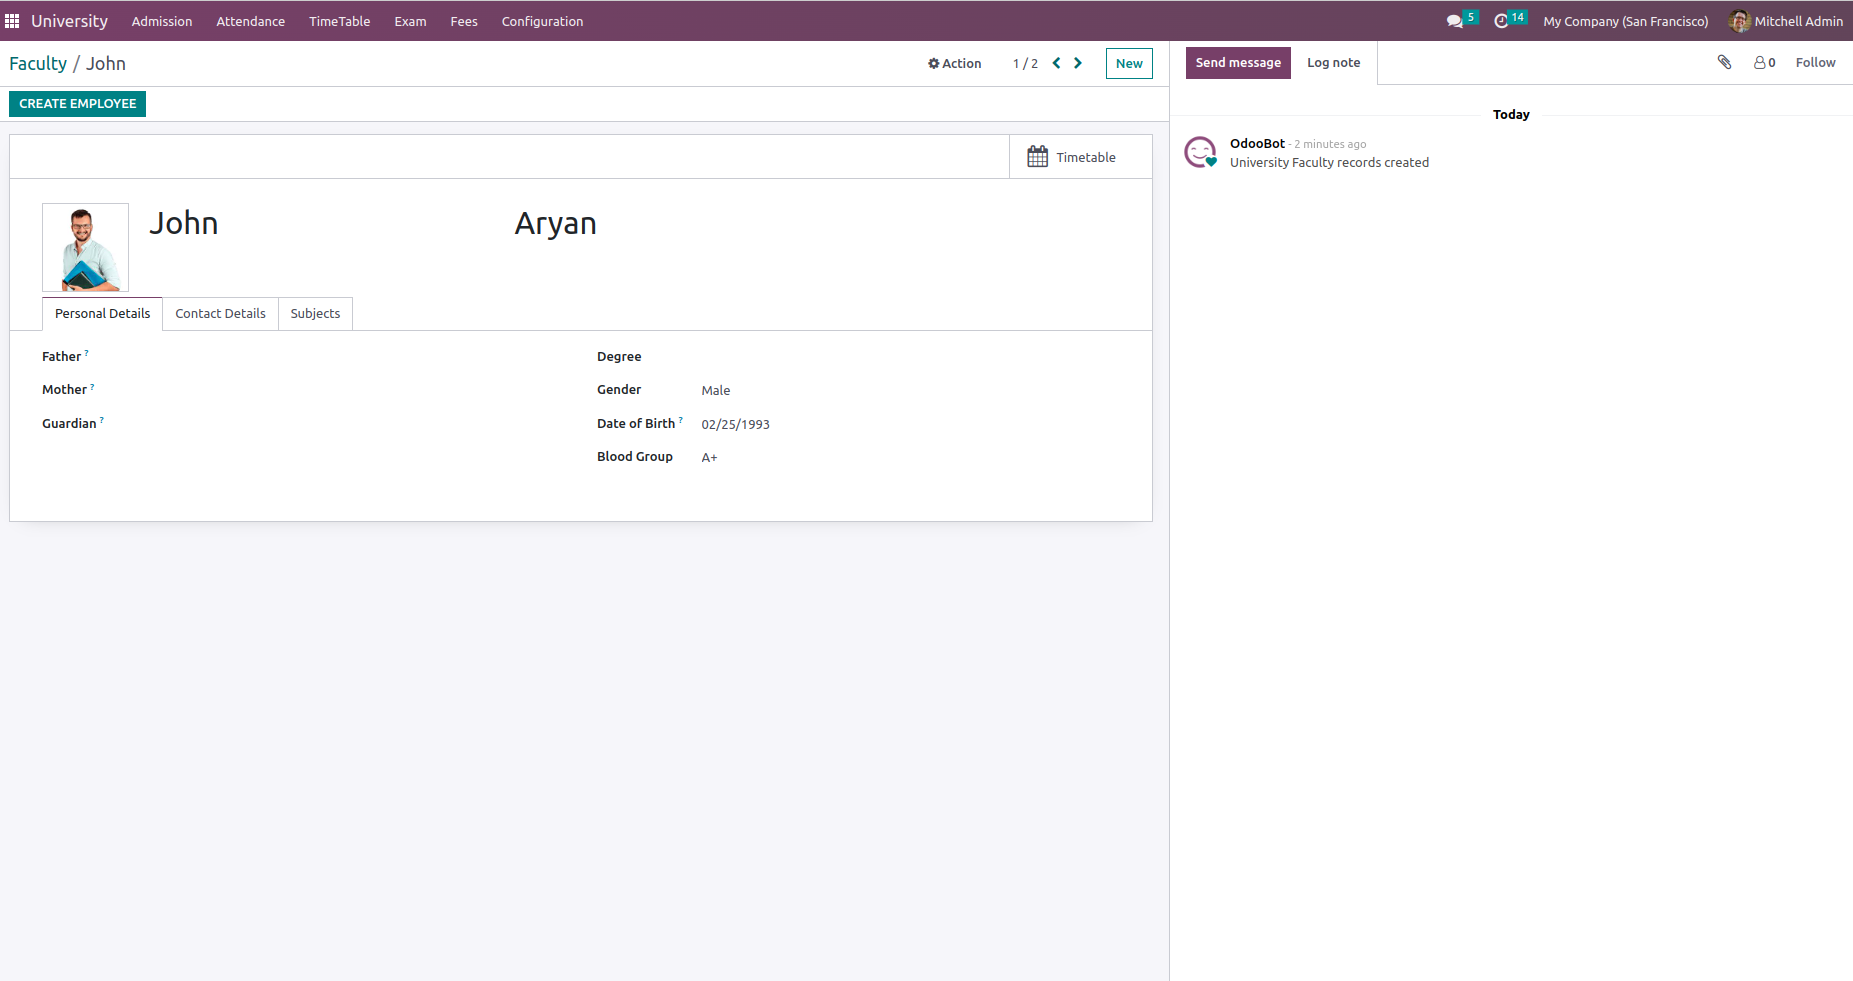 University Admission Attendance TimeTable Exam Fees Configuration 5 14 My Company (San Francisco) Mitchell Admin
Faculty / John Action 1 / 2 New
Send message Log note 0 Follow
CREATE EMPLOYEE
Today
Timetable
OdooBot - 2 minutes ago
University Faculty records created
John Aryan
Personal Details Contact Details Subjects
Father ? Degree
Mother ? Gender Male
Guardian ? Date of Birth ? 02/25/1993
Blood Group A+